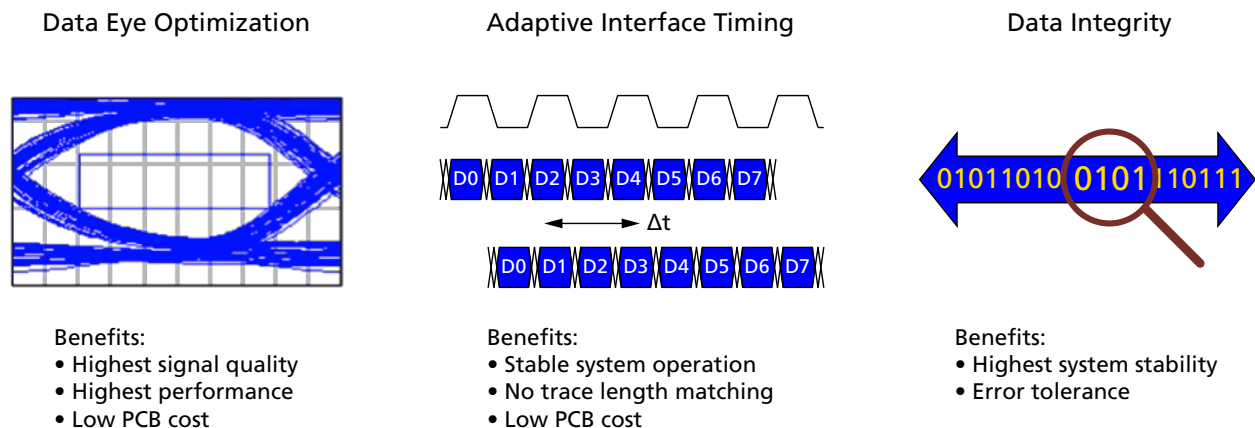 Data Eye Optimization
Adaptive Interface Timing
Data Integrity
D0 D1 D2 D3 D4 D5 D6 D7
Δt
D0 D1 D2 D3 D4 D5 D6 D7
01011010 0101 110111
Benefits:
• Highest signal quality
• Highest performance
• Low PCB cost
Benefits:
• Stable system operation
• No trace length matching
• Low PCB cost
Benefits:
• Highest system stability
• Error tolerance